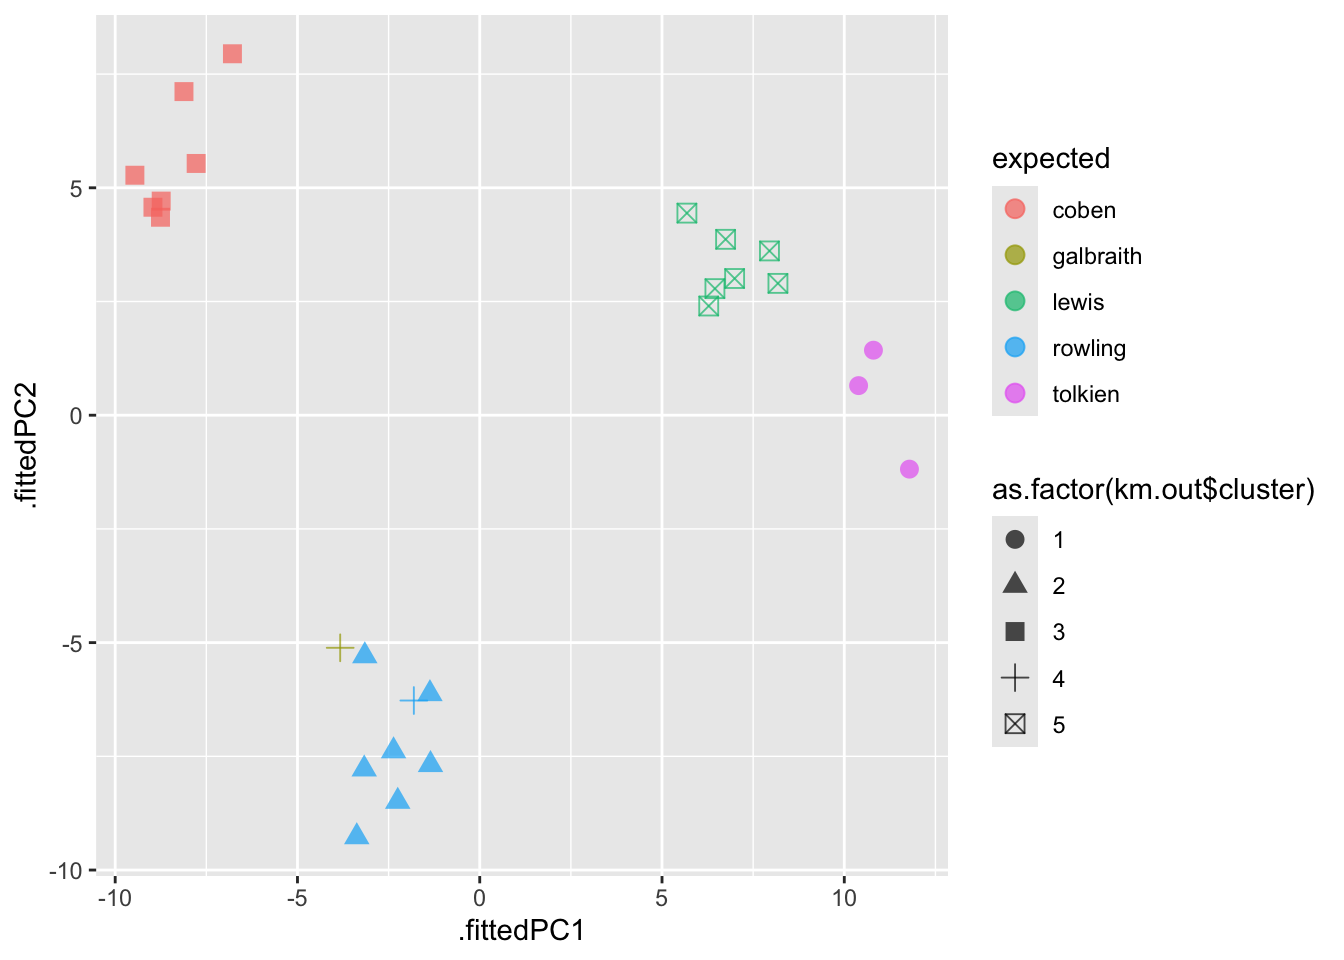 5
0
-5
-10
-10
-5
0
5
10
.fittedPC1
.fittedPC2
expected
coben
galbraith
lewis
rowling
tolkien
as.factor(km.out$cluster)
1
2
3
4
5